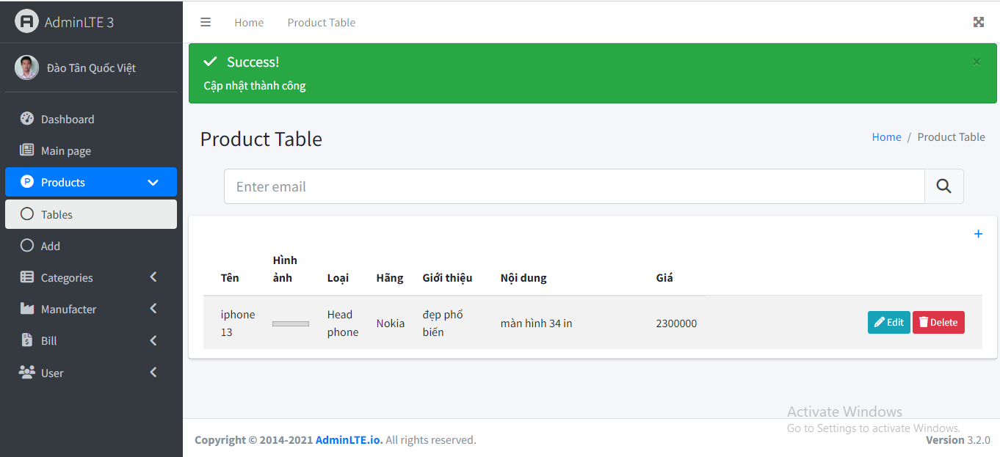 AdminLTE 3
Home
Product Table
Đào Tân Quốc Việt
Success!
×
Cập nhật thành công
Dashboard
Main page
Products
Tables
Add
Categories
Manufacter
Bill
User
Product Table
Home / Product Table
Enter email
+
Tên
Hình
ảnh
Loại
Hãng
Giới thiệu
Nội dung
Giá
iphone
13
Head
phone
Nokia
đẹp phổ
biến
màn hình 34 in
2300000
Edit
Delete
Activate Windows
Go to Settings to activate Windows.
Copyright © 2014-2021 AdminLTE.io. All rights reserved.
Version 3.2.0